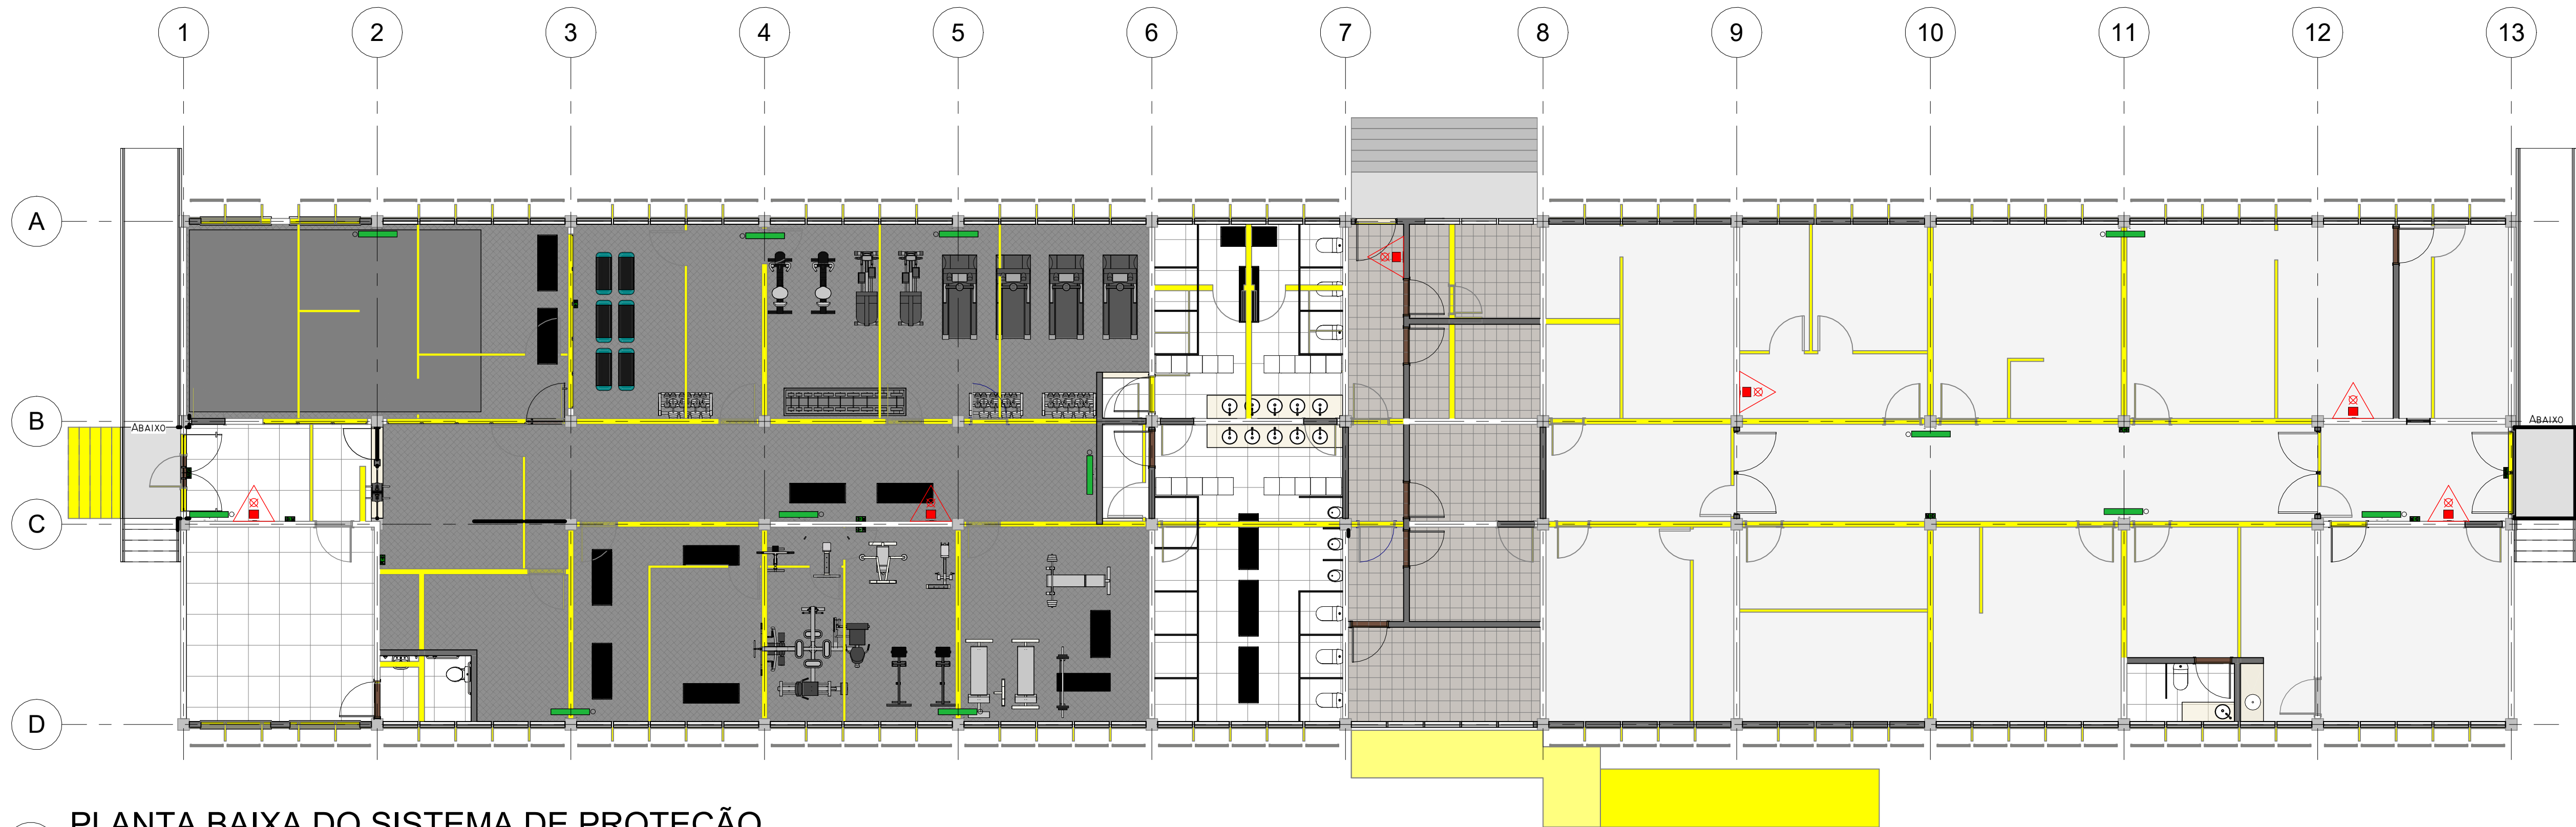 1 2 3 4 5 6 7 8 9 10 11 12 13
A
B
ABAIXO
ABAIXO
C
D
PLANTA BAIXA DO SISTEMA DE PROTEÇÃO